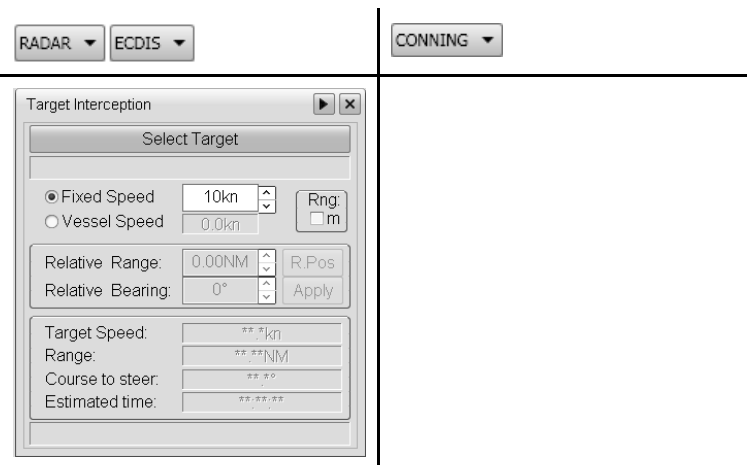 RADAR ECDIS CONNING
Target Interception
Select Target
Fixed Speed 10kn Rng:
Vessel Speed 0.0kn m
Relative Range: 0.00NM R.Pos
Relative Bearing: 0° Apply
Target Speed: **.*kn
Range: **.**NM
Course to steer: **.*°
Estimated time: **:**:**